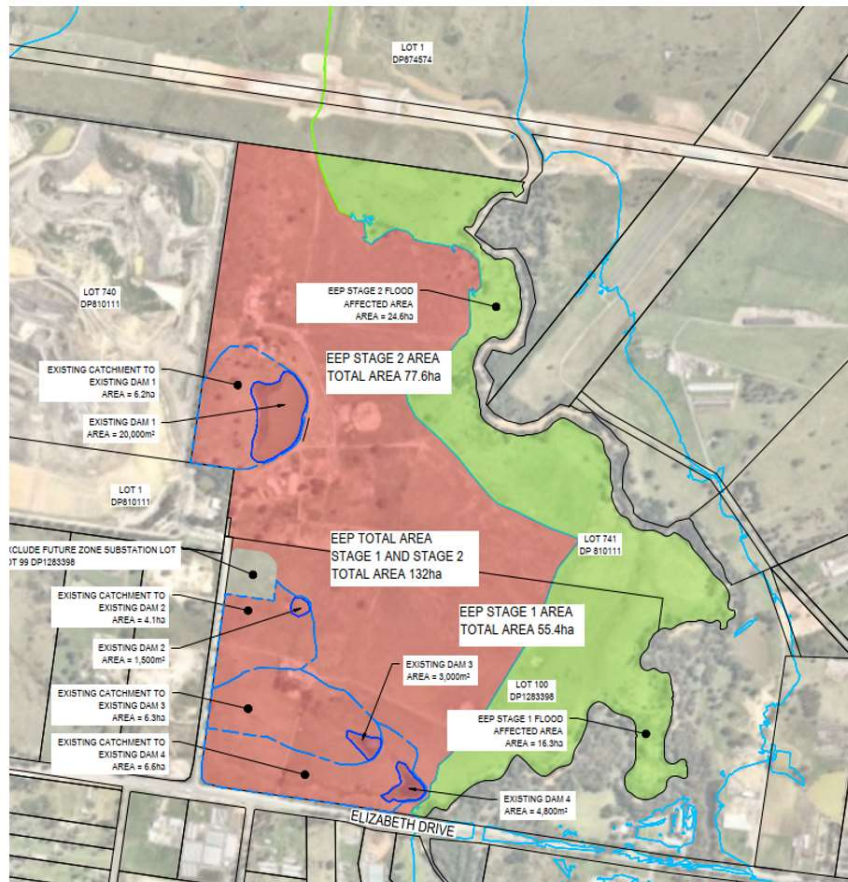 LOT 1
DP874574
LOT 740
DP810111
EEP STAGE 2 FLOOD
AFFECTED AREA
AREA = 24.6ha
EEP STAGE 2 AREA
TOTAL AREA 77.6ha
EXISTING CATCHMENT TO
EXISTING DAM 1
AREA = 6.2ha
EXISTING DAM 1
AREA = 20,000m²
LOT 1
DP810111
EEP TOTAL AREA
STAGE 1 AND STAGE 2
TOTAL AREA 132ha
LOT 741
DP 810111
XCLUDE FUTURE ZONE SUBSTATION LOT
OT 99 DP1283398
EXISTING CATCHMENT TO
EXISTING DAM 2
AREA = 4.1ha
EEP STAGE 1 AREA
TOTAL AREA 55.4ha
EXISTING DAM 2
AREA = 1,500m²
EXISTING DAM 3
AREA = 3,000m²
EXISTING CATCHMENT TO
EXISTING DAM 3
AREA = 6.3ha
LOT 100
DP1283398
EEP STAGE 1 FLOOD
AFFECTED AREA
AREA = 16.3ha
EXISTING CATCHMENT TO
EXISTING DAM 4
AREA = 6.6ha
EXISTING DAM 4
AREA = 4,800m²
ELIZABETH DRIVE